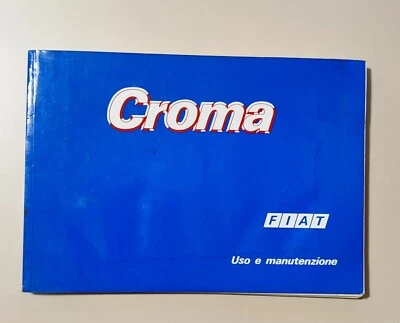 Croma
FIAT
Uso e manutenzione